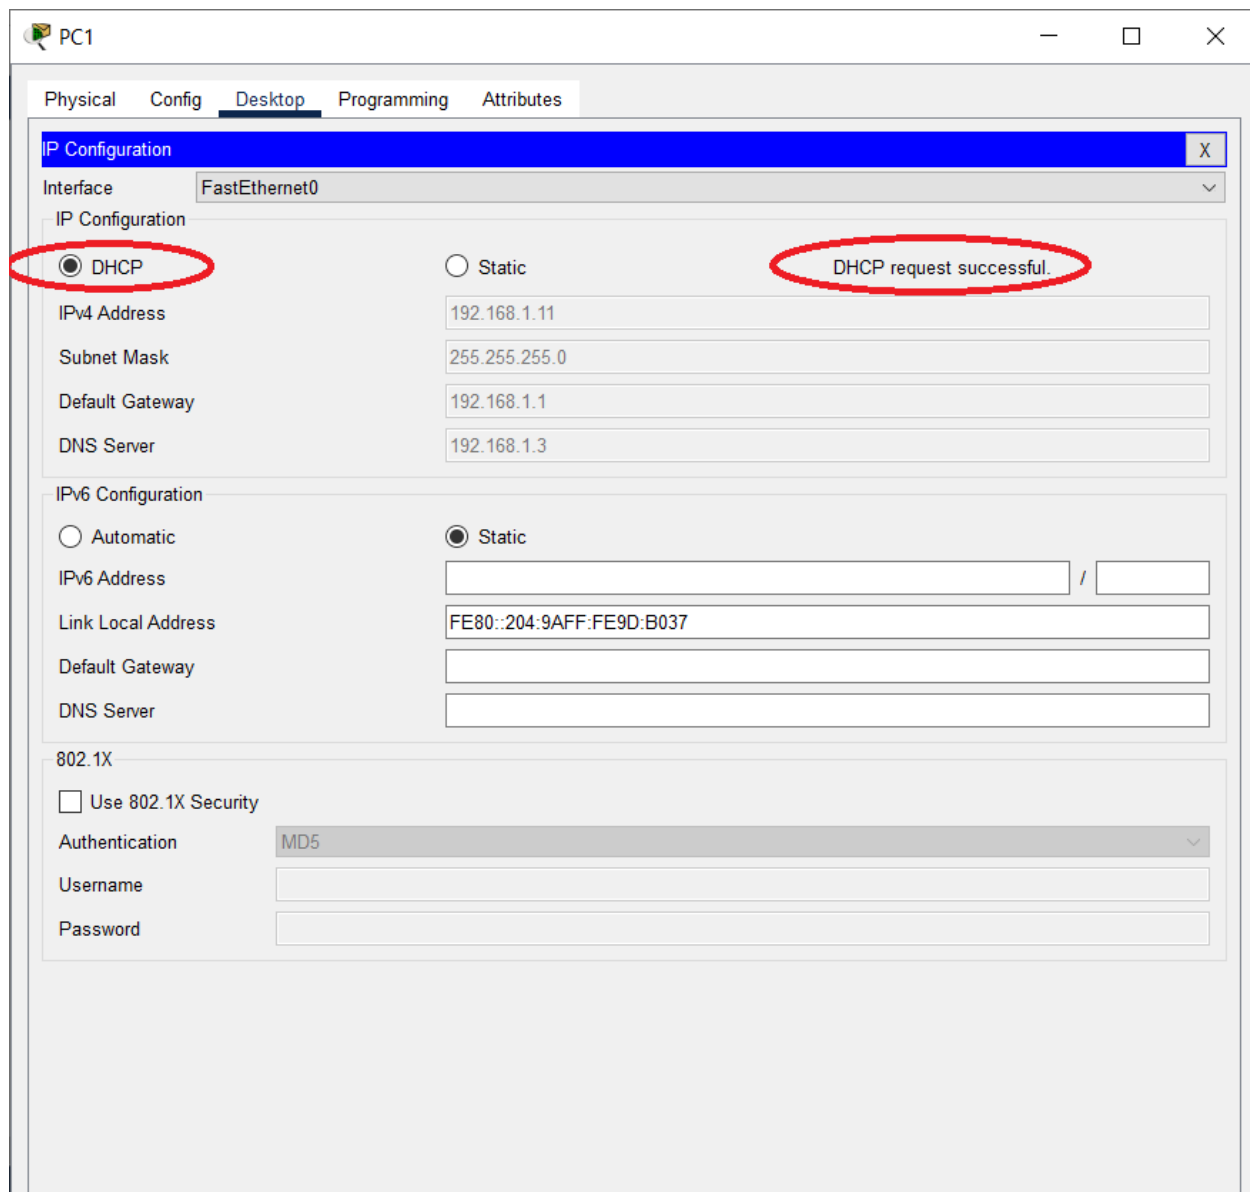 PC1
Physical Config Desktop Programming Attributes
IP Configuration X
Interface FastEthernet0
IP Configuration
DHCP Static DHCP request successful.
IPv4 Address 192.168.1.11
Subnet Mask 255.255.255.0
Default Gateway 192.168.1.1
DNS Server 192.168.1.3
IPv6 Configuration
Automatic Static
IPv6 Address /
Link Local Address FE80::204:9AFF:FE9D:B037
Default Gateway
DNS Server
802.1X
Use 802.1X Security
Authentication MD5
Username
Password